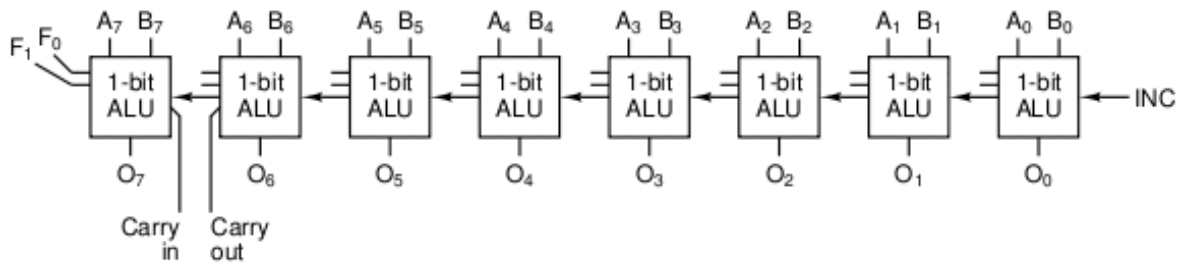 F₁ F₀ A₇ B₇ A₆ B₆ A₅ B₅ A₄ B₄ A₃ B₃ A₂ B₂ A₁ B₁ A₀ B₀
1-bit 1-bit 1-bit 1-bit 1-bit 1-bit 1-bit 1-bit
ALU ALU ALU ALU ALU ALU ALU ALU INC
O₇ O₆ O₅ O₄ O₃ O₂ O₁ O₀
Carry Carry
in out